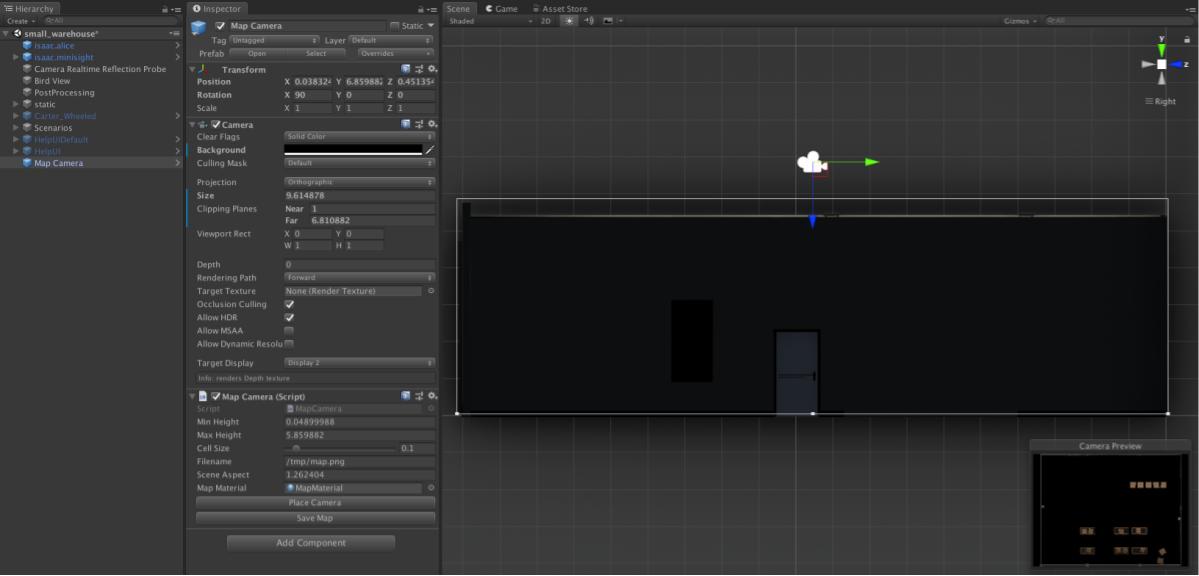 Hierarchy
Create
All
small_warehouse*
isaac.alice
isaac.minisight
Camera Realtime Reflection Probe
Bird View
PostProcessing
static
Carter_Wheeled
Scenarios
HelpUIDefault
HelpUI
Map Camera
Inspector
Map Camera Static
Tag Untagged Layer Default
Prefab Open Select Overrides
Transform
Position X 0.038324 Y 6.859882 Z 0.451354
Rotation X 90 Y 0 Z 0
Scale X 1 Y 1 Z 1
Camera
Clear Flags Solid Color
Background
Culling Mask Default
Projection Orthographic
Size 9.614878
Clipping Planes Near 1
Far 6.810882
Viewport Rect X 0 Y 0
W 1 H 1
Depth 0
Rendering Path Forward
Target Texture None (Render Texture)
Occlusion Culling
Allow HDR
Allow MSAA
Allow Dynamic Resolu
Target Display Display 2
Info: renders Depth texture
Map Camera (Script)
Script MapCamera
Min Height 0.04899988
Max Height 5.859882
Cell Size 0.1
Filename /tmp/map.png
Scene Aspect 1.262404
Map Material MapMaterial
Place Camera
Save Map
Add Component
Scene Game Asset Store
Shaded 2D Gizmos All
y
z
Right
Camera Preview